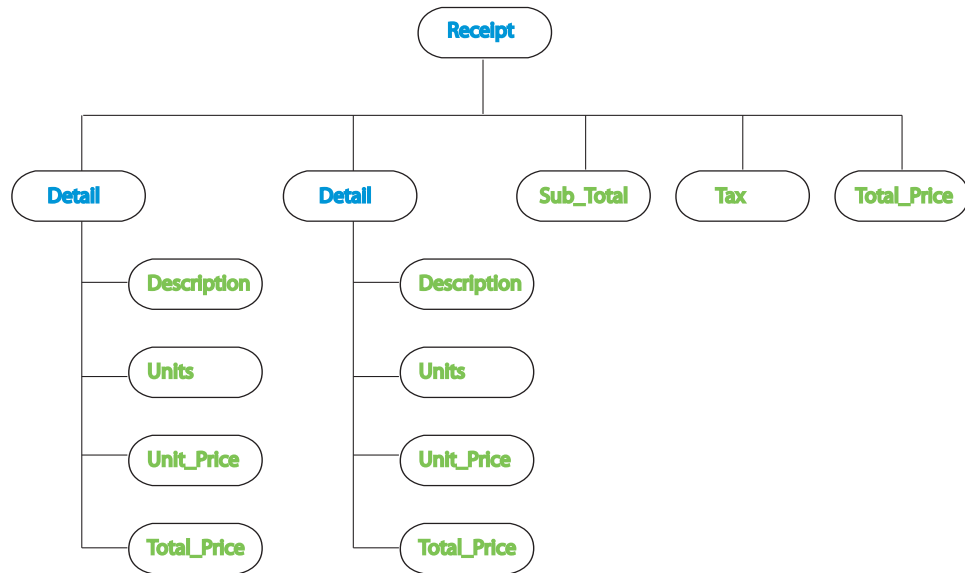 Receipt
Detail
Detail
Sub_Total
Tax
Total_Price
Description
Description
Units
Units
Unit_Price
Unit_Price
Total_Price
Total_Price